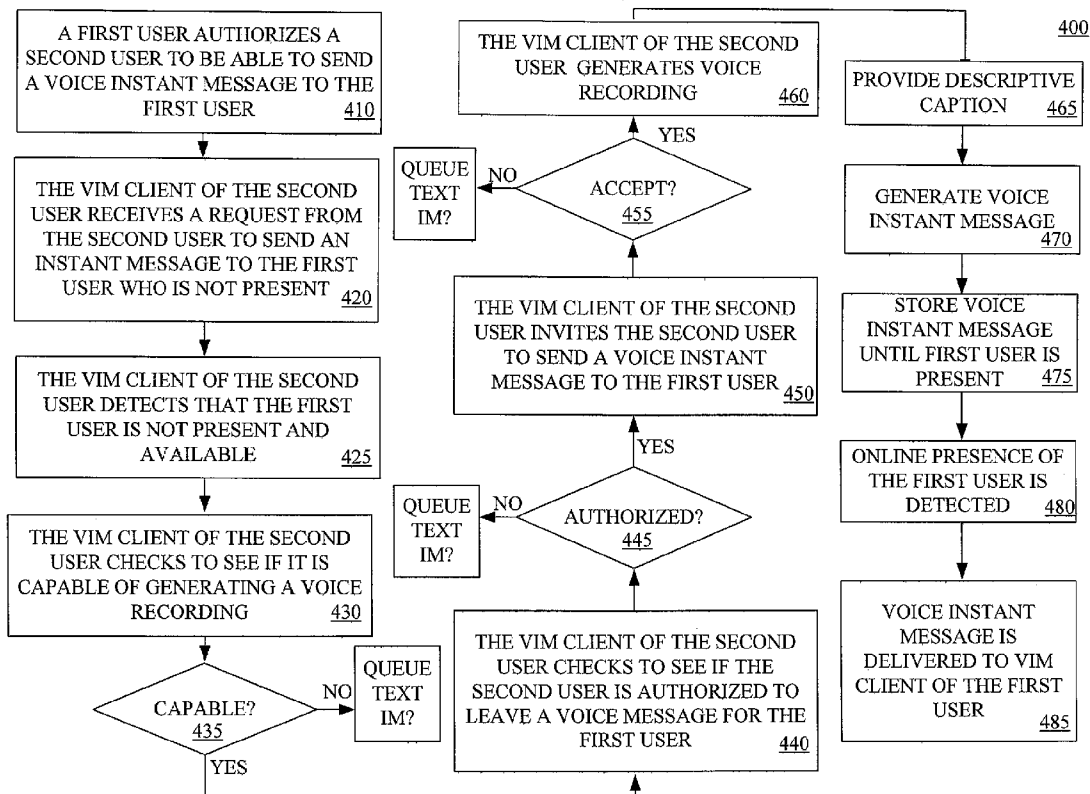 A FIRST USER AUTHORIZES A
SECOND USER TO BE ABLE TO SEND
A VOICE INSTANT MESSAGE TO THE
FIRST USER 410
THE VIM CLIENT OF THE SECOND
USER RECEIVES A REQUEST FROM
THE SECOND USER TO SEND AN
INSTANT MESSAGE TO THE FIRST
USER WHO IS NOT PRESENT 420
THE VIM CLIENT OF THE SECOND
USER DETECTS THAT THE FIRST
USER IS NOT PRESENT AND
AVAILABLE 425
THE VIM CLIENT OF THE SECOND
USER CHECKS TO SEE IF IT IS
CAPABLE OF GENERATING A VOICE
RECORDING 430
CAPABLE?
435
NO
QUEUE
TEXT
IM?
YES
THE VIM CLIENT OF THE SECOND
USER CHECKS TO SEE IF THE
SECOND USER IS AUTHORIZED TO
LEAVE A VOICE MESSAGE FOR THE
FIRST USER 440
AUTHORIZED?
445
NO
QUEUE
TEXT
IM?
YES
THE VIM CLIENT OF THE SECOND
USER INVITES THE SECOND USER
TO SEND A VOICE INSTANT
MESSAGE TO THE FIRST USER 450
ACCEPT?
455
NO
QUEUE
TEXT
IM?
YES
THE VIM CLIENT OF THE SECOND
USER GENERATES VOICE
RECORDING 460
400
PROVIDE DESCRIPTIVE
CAPTION 465
GENERATE VOICE
INSTANT MESSAGE
470
STORE VOICE
INSTANT MESSAGE
UNTIL FIRST USER IS
PRESENT 475
ONLINE PRESENCE OF
THE FIRST USER IS
DETECTED 480
VOICE INSTANT
MESSAGE IS
DELIVERED TO VIM
CLIENT OF THE FIRST
USER 485